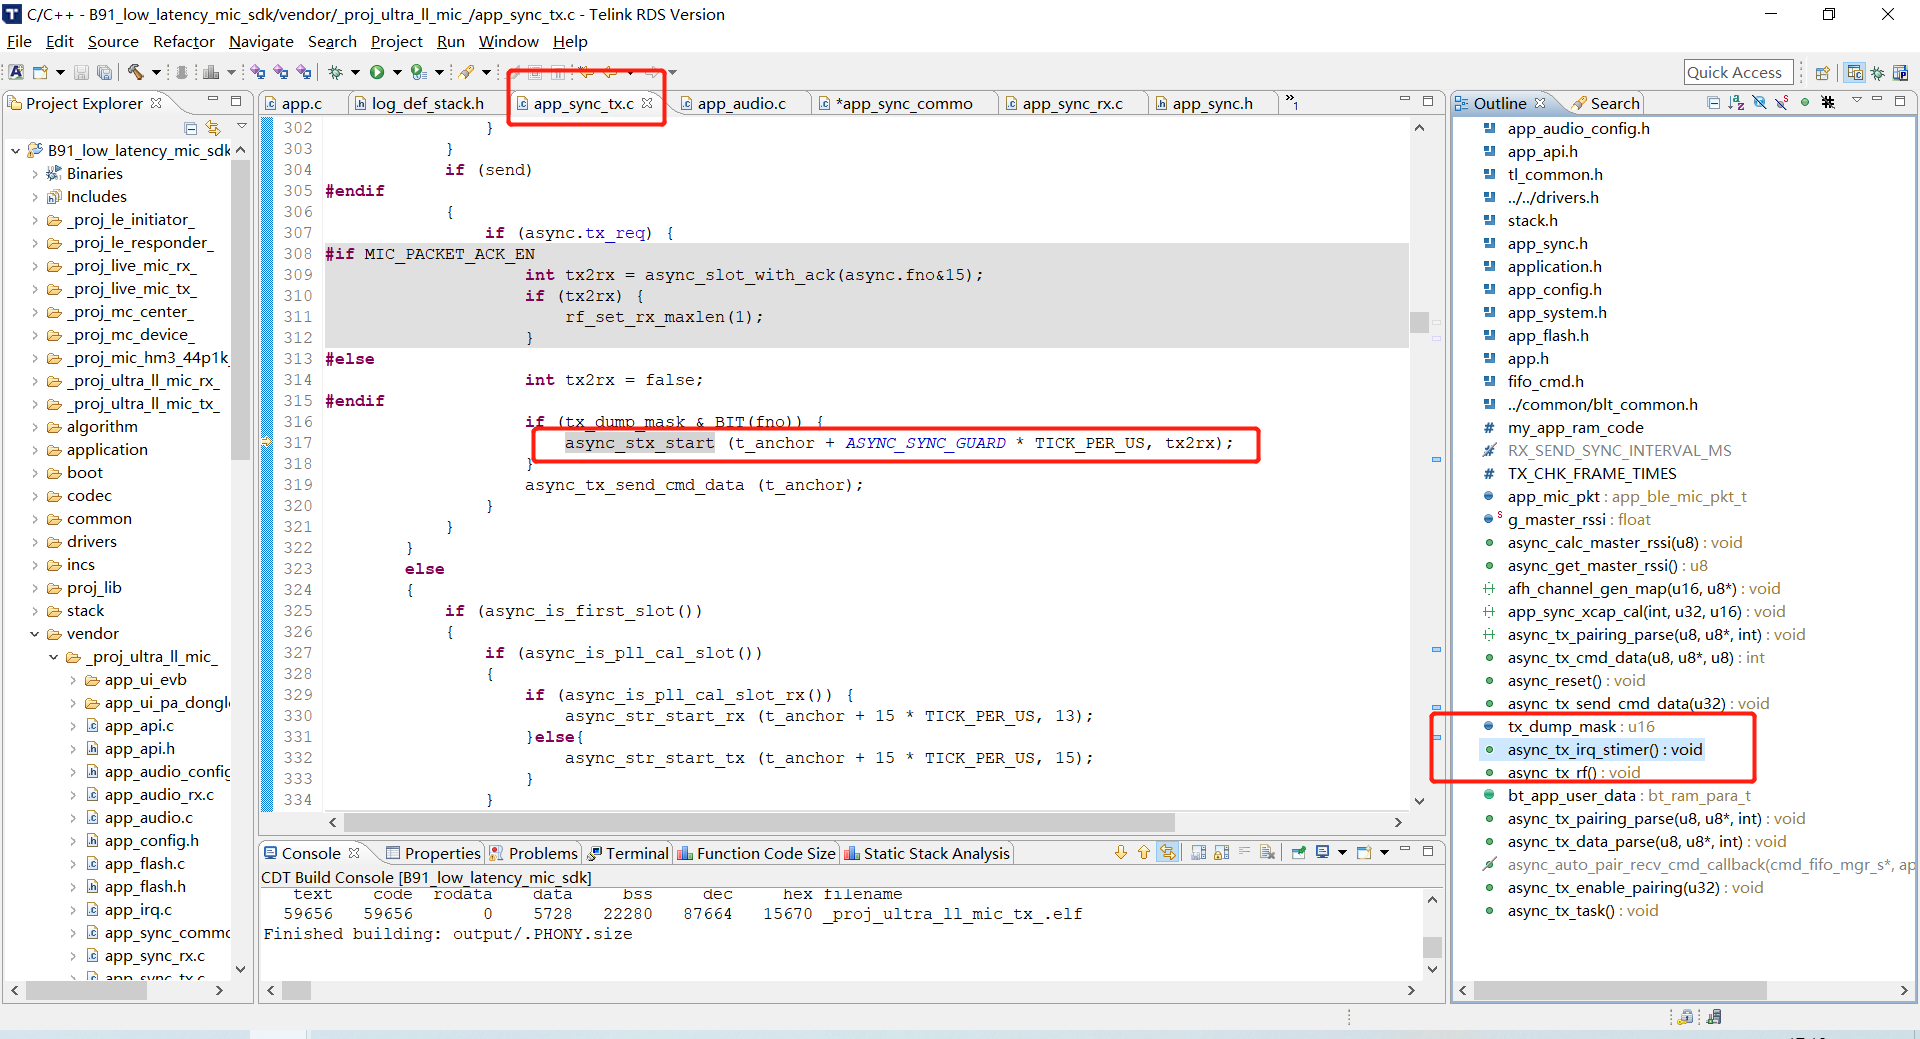 C/C++ - B91_low_latency_mic_sdk/vendor/_proj_ultra_ll_mic_/app_sync_tx.c - Telink RDS Version
File Edit Source Refactor Navigate Search Project Run Window Help
Quick Access
Project Explorer
B91_low_latency_mic_sdk
Binaries
Includes
_proj_le_initiator_
_proj_le_responder_
_proj_live_mic_rx_
_proj_live_mic_tx_
_proj_mc_center_
_proj_mc_device_
_proj_mic_hm3_44p1k_
_proj_ultra_ll_mic_rx_
_proj_ultra_ll_mic_tx_
algorithm
application
boot
codec
common
drivers
incs
proj_lib
stack
vendor
_proj_ultra_ll_mic_
app_ui_evb
app_ui_pa_dongl
app_api.c
app_api.h
app_audio_config
app_audio_rx.c
app_audio.c
app_config.h
app_flash.c
app_flash.h
app_irq.c
app_sync_commo
app_sync_rx.c
app_sync_tx.c
app.c log_def_stack.h app_sync_tx.c app_audio.c *app_sync_commo app_sync_rx.c app_sync.h »1
302 }
303 }
304 if (send)
305 #endif
306 {
307 if (async.tx_req) {
308 #if MIC_PACKET_ACK_EN
309 int tx2rx = async_slot_with_ack(async.fno&15);
310 if (tx2rx) {
311 rf_set_rx_maxlen(1);
312 }
313 #else
314 int tx2rx = false;
315 #endif
316 if (tx_dump_mask & BIT(fno)) {
317 async_stx_start (t_anchor + ASYNC_SYNC_GUARD * TICK_PER_US, tx2rx);
318 }
319 async_tx_send_cmd_data (t_anchor);
320 }
321 }
322 }
323 else
324 {
325 if (async_is_first_slot())
326 {
327 if (async_is_pll_cal_slot())
328 {
329 if (async_is_pll_cal_slot_rx()) {
330 async_str_start_rx (t_anchor + 15 * TICK_PER_US, 13);
331 }else{
332 async_str_start_tx (t_anchor + 15 * TICK_PER_US, 15);
333 }
334 }
Console Properties Problems Terminal Function Code Size Static Stack Analysis
CDT Build Console [B91_low_latency_mic_sdk]
text code rodata data bss dec hex filename
59656 59656 0 5728 22280 87664 15670 _proj_ultra_ll_mic_tx_.elf
Finished building: output/.PHONY.size
Outline Search
app_audio_config.h
app_api.h
tl_common.h
../../drivers.h
stack.h
app_sync.h
application.h
app_config.h
app_system.h
app_flash.h
app.h
fifo_cmd.h
../common/blt_common.h
my_app_ram_code
RX_SEND_SYNC_INTERVAL_MS
TX_CHK_FRAME_TIMES
app_mic_pkt : app_ble_mic_pkt_t
g_master_rssi : float
async_calc_master_rssi(u8) : void
async_get_master_rssi() : u8
afh_channel_gen_map(u16, u8*) : void
app_sync_xcap_cal(int, u32, u16) : void
async_tx_pairing_parse(u8, u8*, int) : void
async_tx_cmd_data(u8, u8*, u8) : int
async_reset() : void
async_tx_send_cmd_data(u32) : void
tx_dump_mask : u16
async_tx_irq_stimer() : void
async_tx_rf() : void
bt_app_user_data : bt_ram_para_t
async_tx_pairing_parse(u8, u8*, int) : void
async_tx_data_parse(u8, u8*, int) : void
async_auto_pair_recv_cmd_callback(cmd_fifo_mgr_s*, ap
async_tx_enable_pairing(u32) : void
async_tx_task() : void